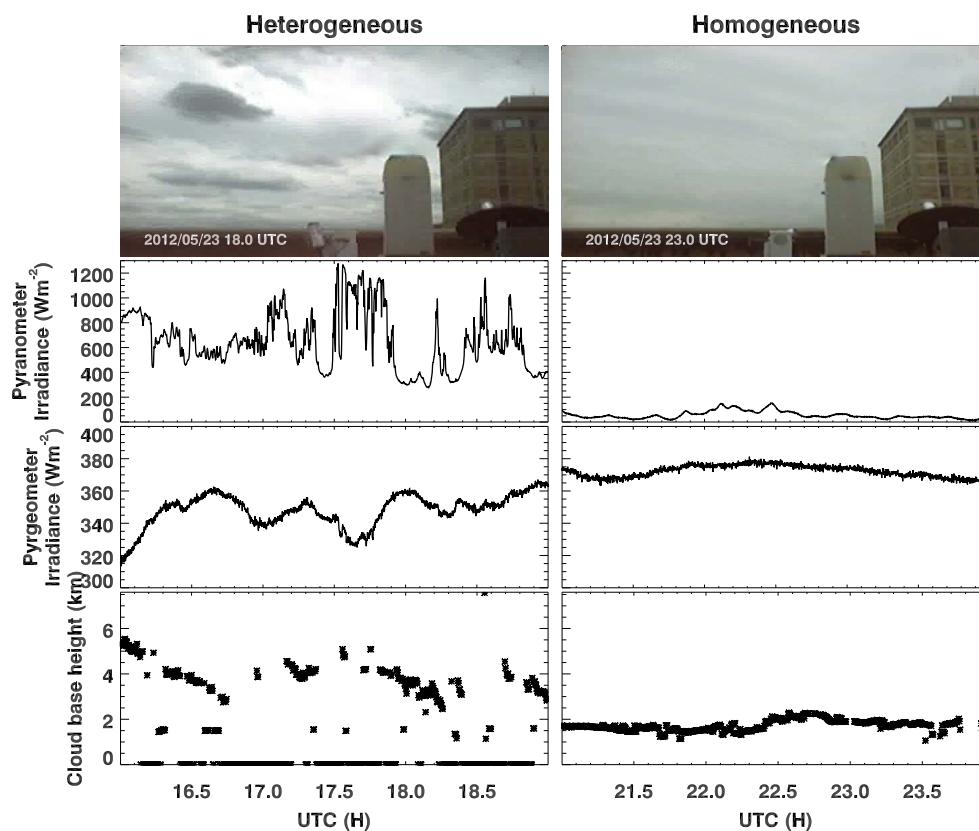 Heterogeneous
Homogeneous
2012/05/23 18.0 UTC
2012/05/23 23.0 UTC
Pyranometer
Irradiance (Wm-2)
1200
1000
800
600
400
200
0
Pyrgeometer
Irradiance (Wm-2)
400
380
360
340
320
300
Cloud base height (km)
6
4
2
0
16.5 17.0 17.5 18.0 18.5
21.5 22.0 22.5 23.0 23.5
UTC (H)
UTC (H)